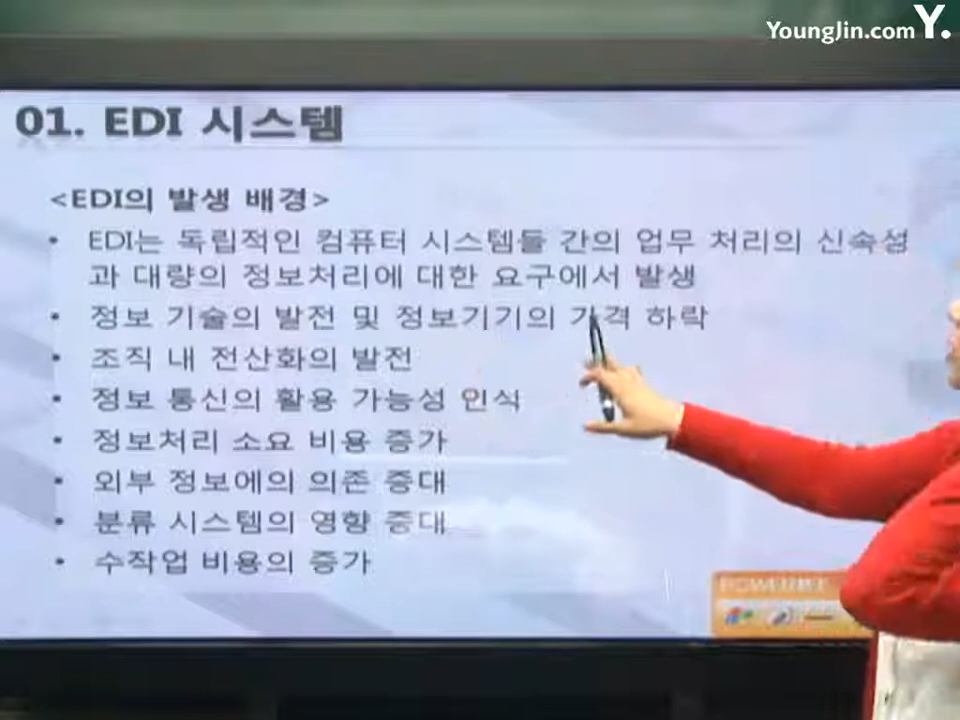 YoungJin.com Y.
01. EDI 시스템
<EDI의 발생 배경>
• EDI는 독립적인 컴퓨터 시스템들 간의 업무 처리의 신속성
과 대량의 정보처리에 대한 요구에서 발생
• 정보 기술의 발전 및 정보기기의 가격 하락
• 조직 내 전산화의 발전
• 정보 통신의 활용 가능성 인식
• 정보처리 소요 비용 증가
• 외부 정보에의 의존 증대
• 분류 시스템의 영향 증대
• 수작업 비용의 증가